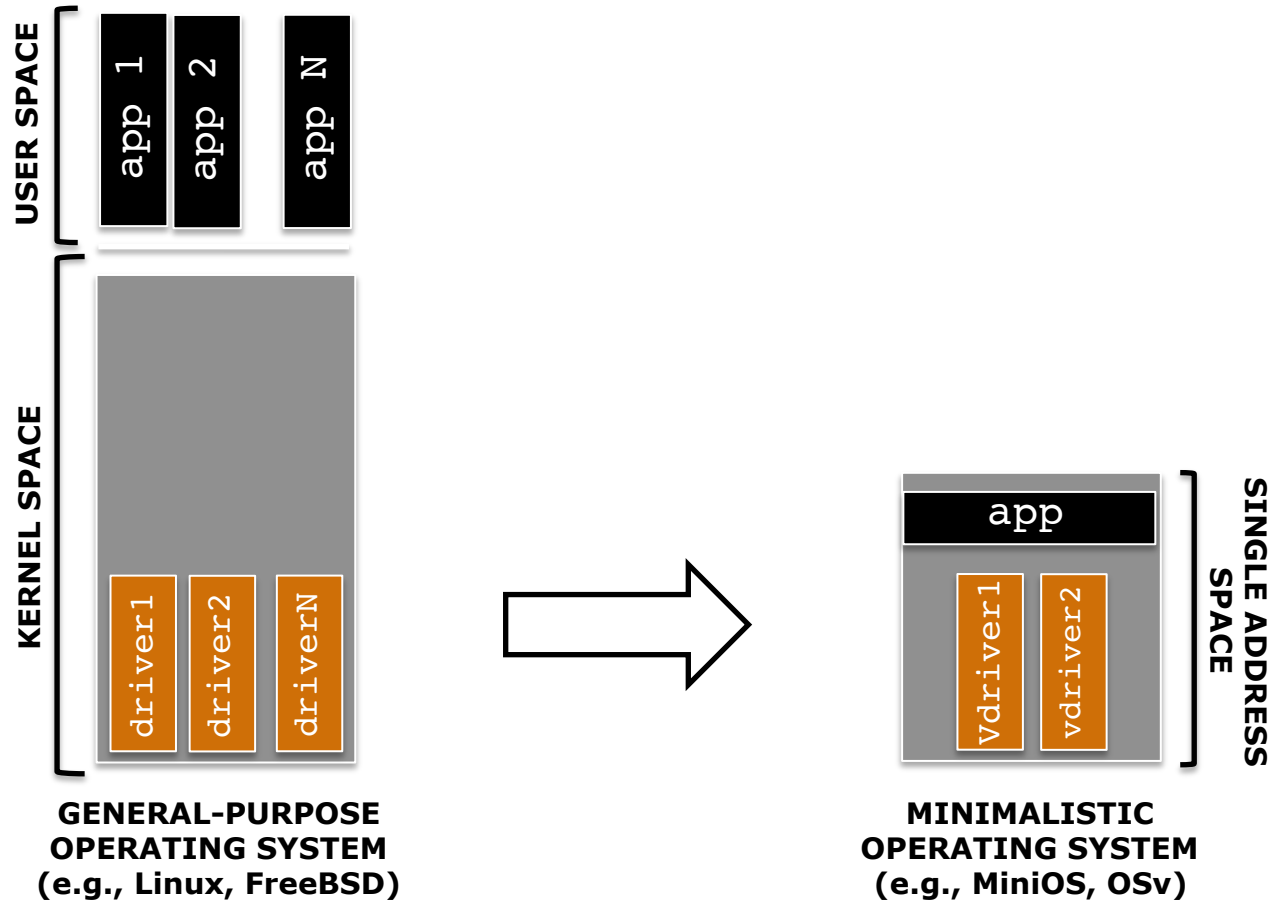 USER SPACE
app 1
app 2
app N
KERNEL SPACE
driver1
driver2
driverN
GENERAL-PURPOSE
OPERATING SYSTEM
(e.g., Linux, FreeBSD)
app
vdriver1
vdriver2
SINGLE ADDRESS
SPACE
MINIMALISTIC
OPERATING SYSTEM
(e.g., MiniOS, OSv)